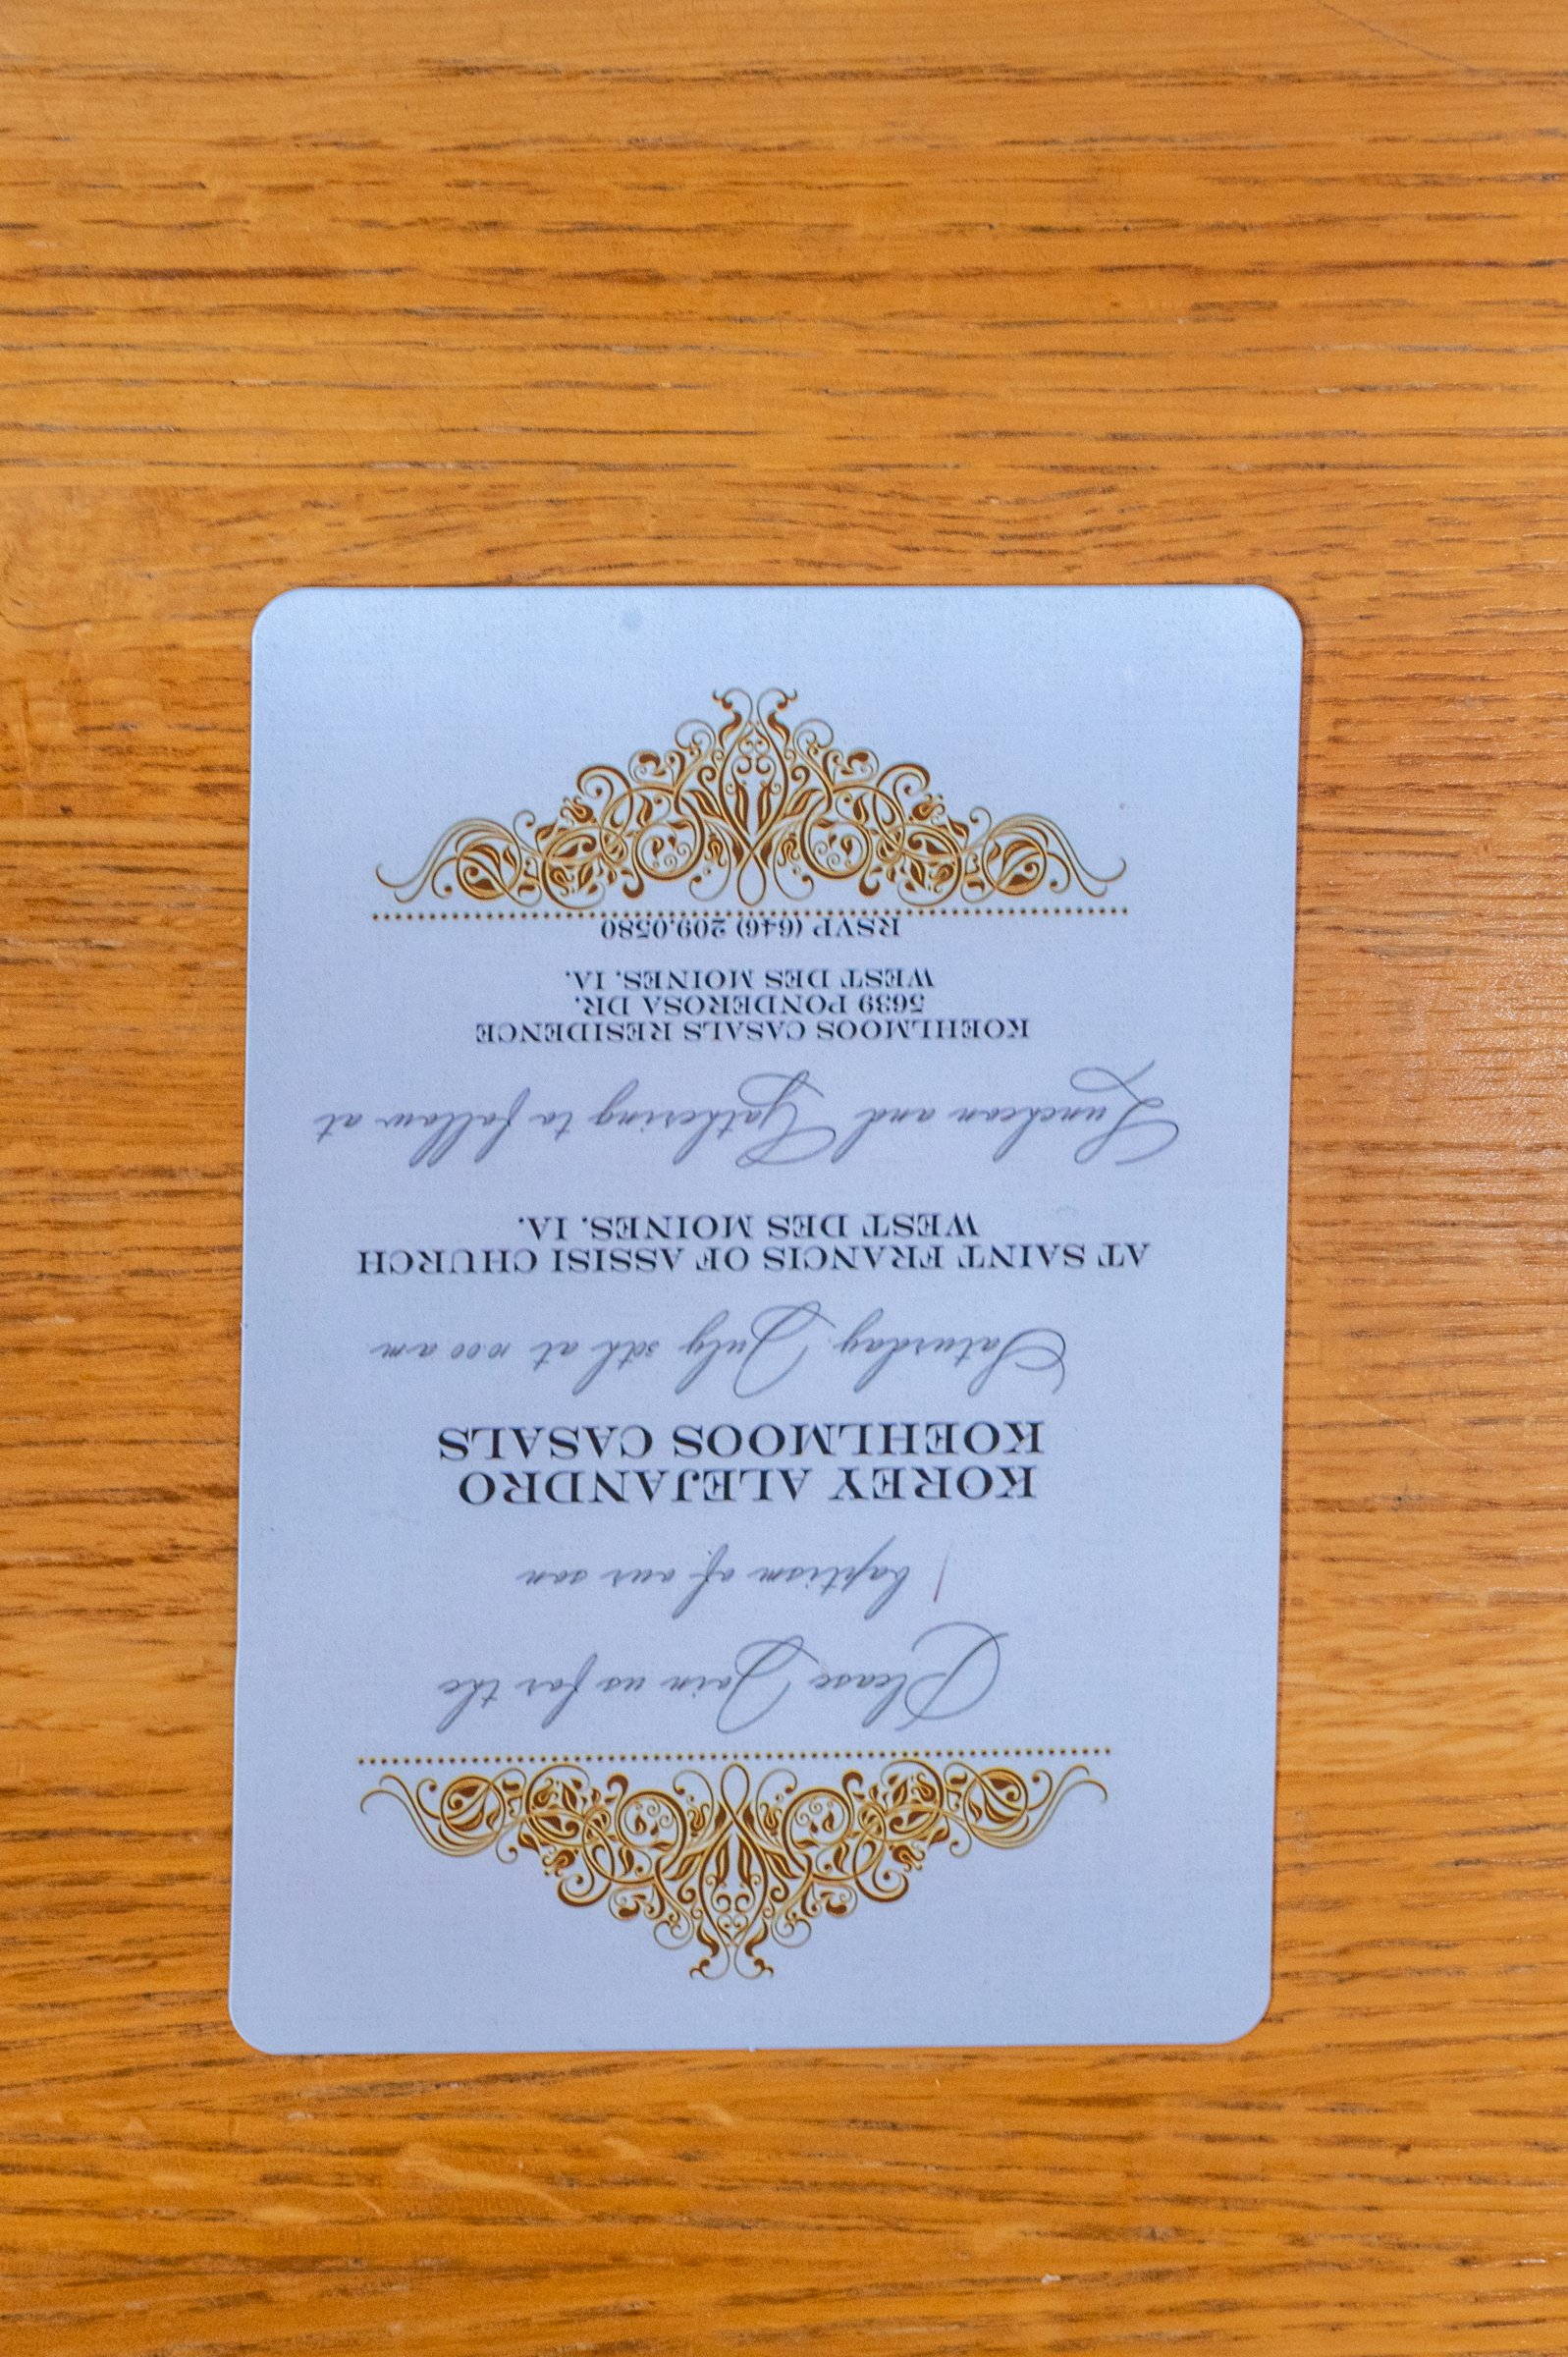 Please Join us for the
baptism of our son
KOREY ALEJANDRO
KOEHLMOOS CASALS
Saturday, July 30th at 10:00 am
AT SAINT FRANCIS OF ASSISI CHURCH
WEST DES MOINES, IA.
Luncheon and Gathering to follow at
KOEHLMOOS CASALS RESIDENCE
5639 PONDEROSA DR.
WEST DES MOINES, IA.
RSVP (646) 209.0580